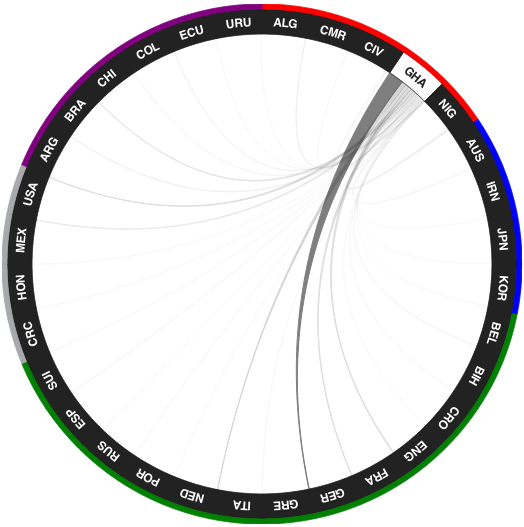 ALG
CMR
CIV
GHA
NIG
AUS
IRN
JPN
KOR
BEL
BIH
CRO
ENG
FRA
GER
GRE
ITA
NED
POR
RUS
ESP
SUI
CRC
HON
MEX
USA
ARG
BRA
CHI
COL
ECU
URU